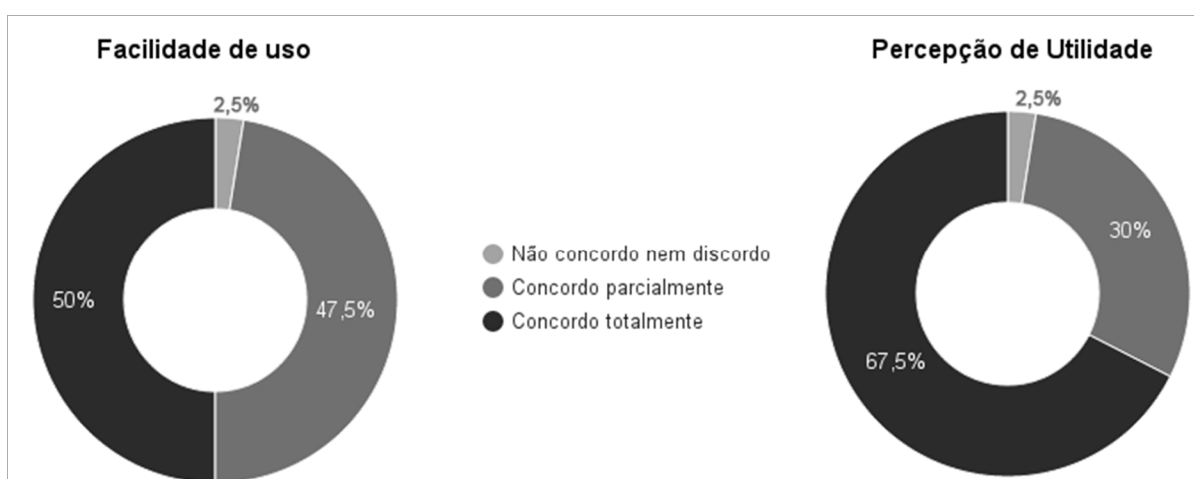 Facilidade de uso
2,5%
50%
47,5%
Não concordo nem discordo
Concordo parcialmente
Concordo totalmente
Percepção de Utilidade
2,5%
30%
67,5%